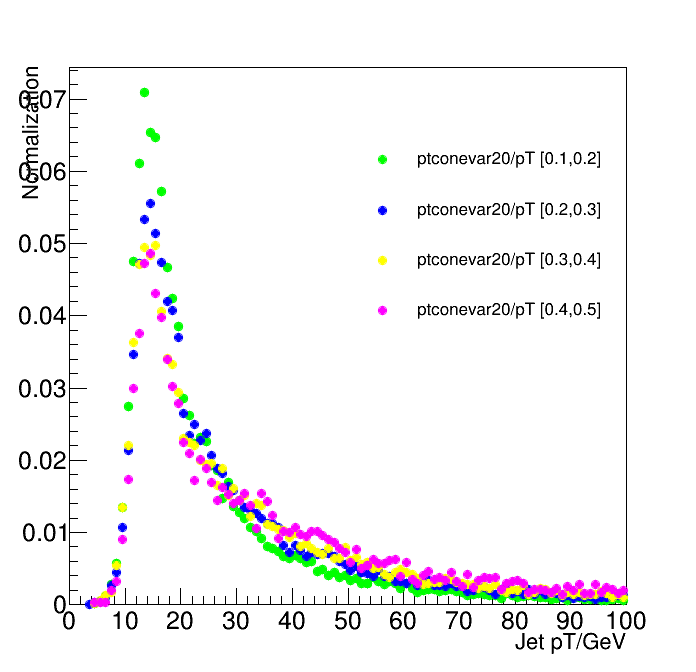 Normalization
0.07
0.06
0.05
0.04
0.03
0.02
0.01
0
ptconevar20/pT [0.1,0.2]
ptconevar20/pT [0.2,0.3]
ptconevar20/pT [0.3,0.4]
ptconevar20/pT [0.4,0.5]
0 10 20 30 40 50 60 70 80 90 100
Jet pT/GeV